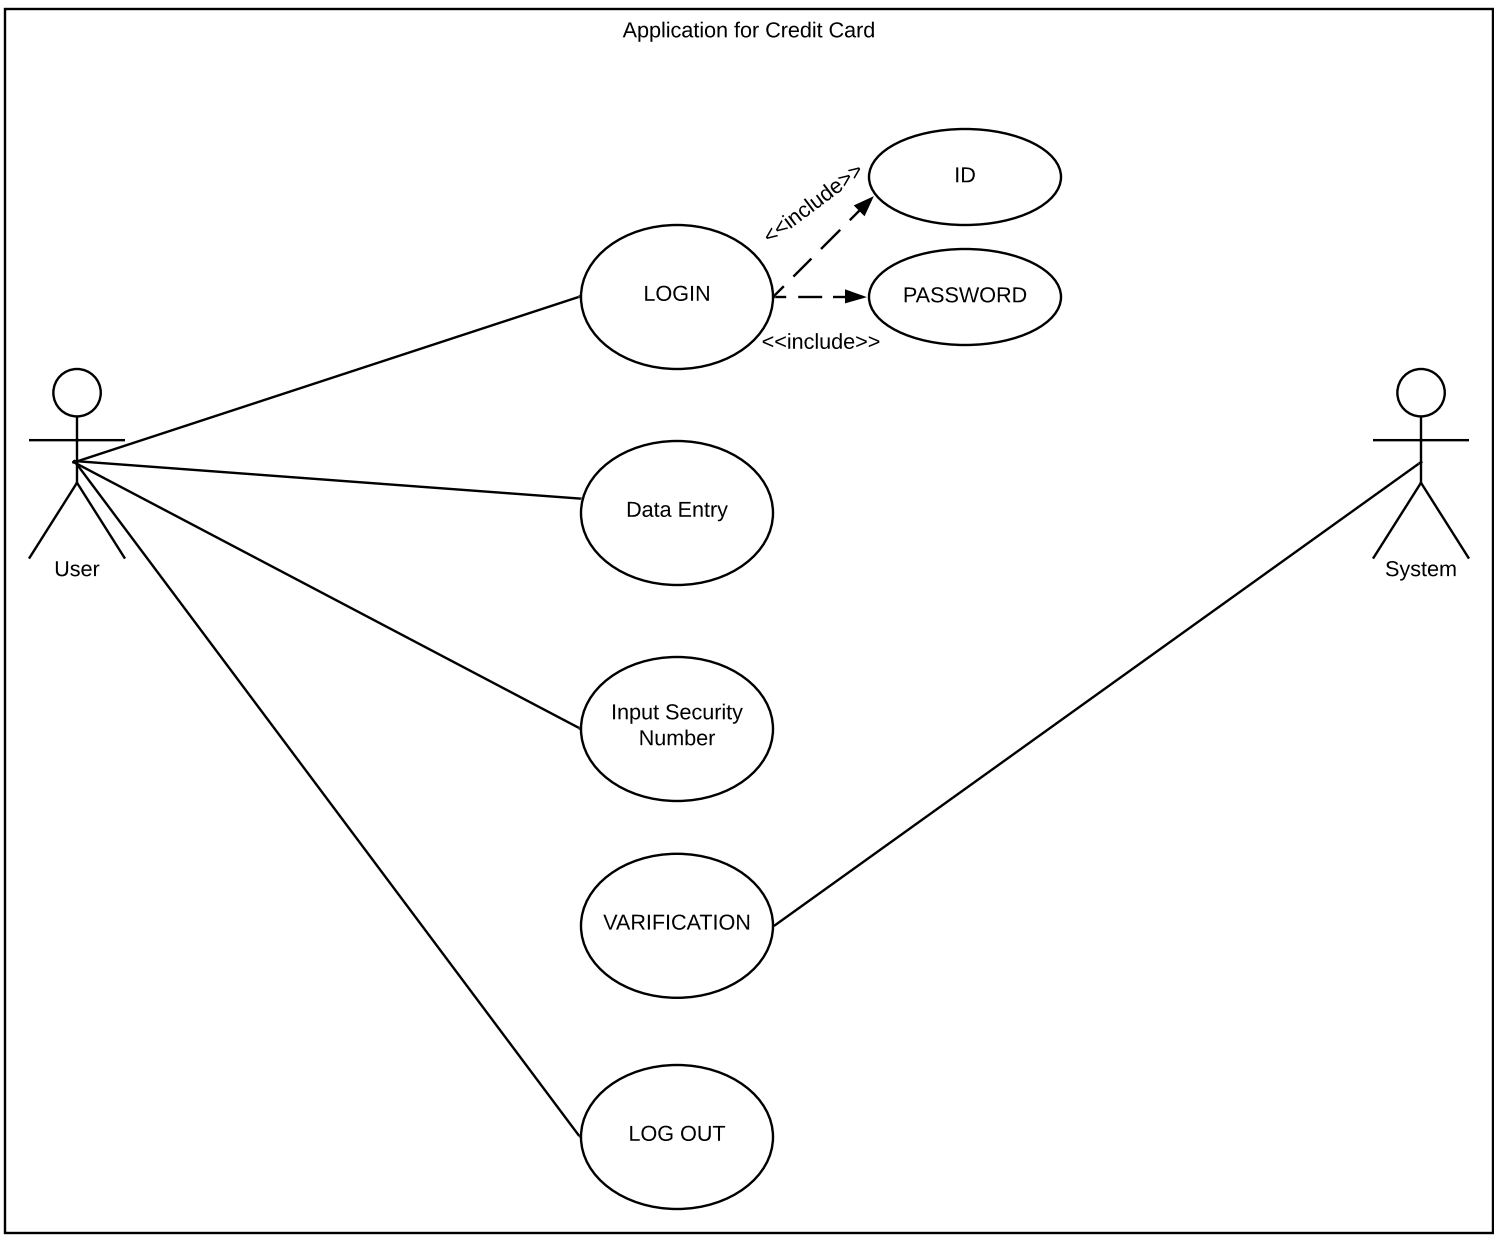 Application for Credit Card
ID
<<include>>
LOGIN
PASSWORD
<<include>>
Data Entry
User
System
Input Security
Number
VARIFICATION
LOG OUT